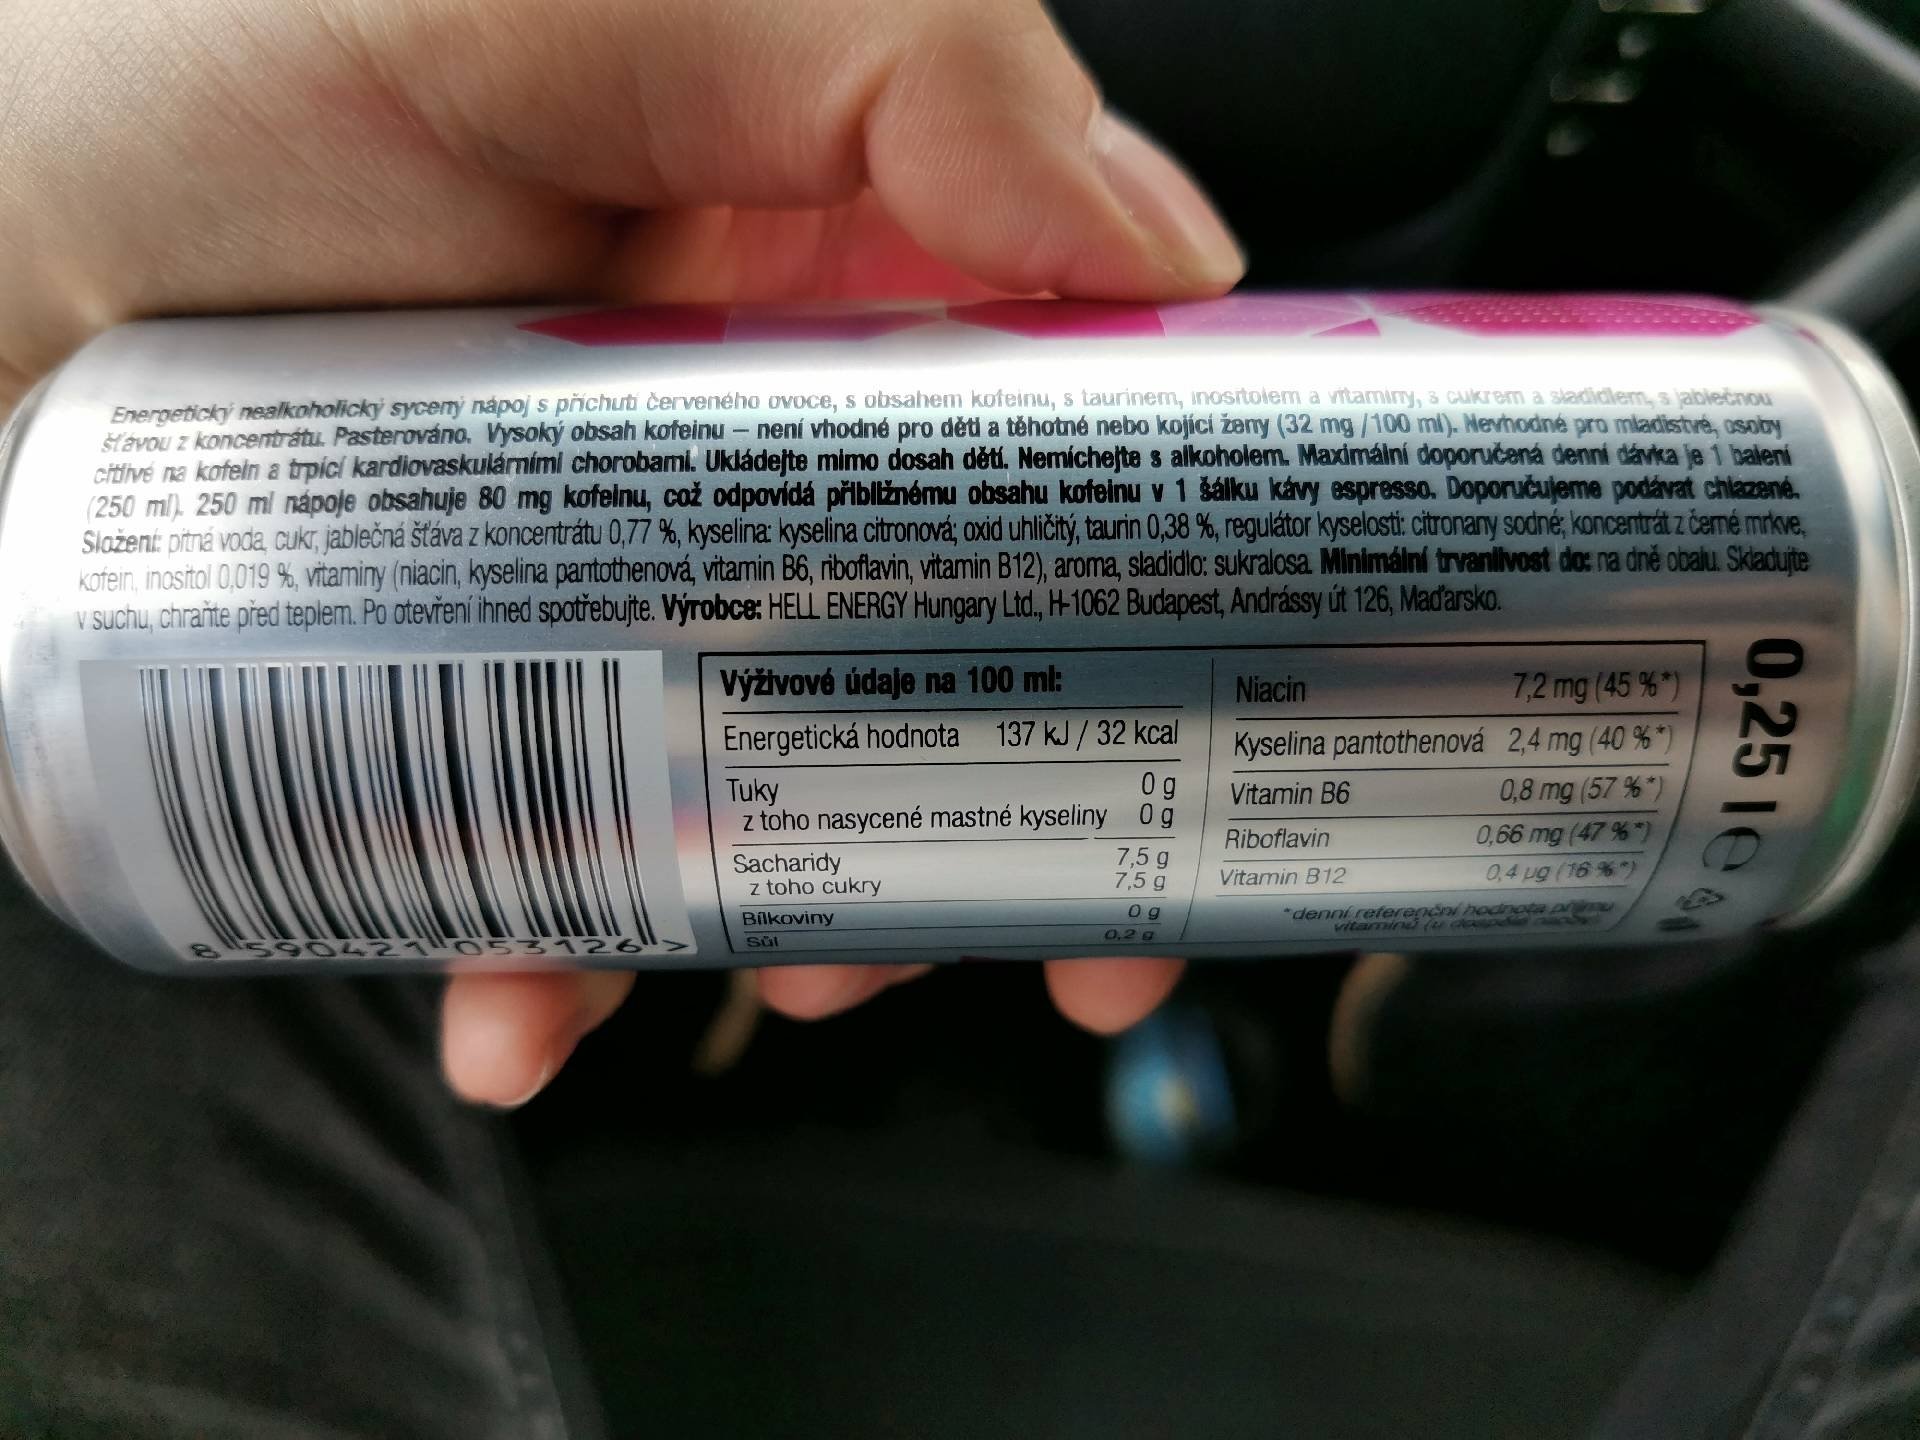 Energetický nealkoholický sycený nápoj s příchutí červeného ovoce, s obsahem kofeinu, s taurinem, inositolem a vitaminy, s cukrem a sladidlem, s jablečnou
šťávou z koncentrátu. Pasterováno. Vysoký obsah kofeinu – není vhodné pro děti a těhotné nebo kojící ženy (32 mg /100 ml). Nevhodné pro mladistvé, osoby
citlivé na kofein a trpící kardiovaskulárními chorobami. Ukládejte mimo dosah dětí. Nemíchejte s alkoholem. Maximální doporučená denní dávka je 1 balení
(250 ml). 250 ml nápoje obsahuje 80 mg kofeinu, což odpovídá přibližnému obsahu kofeinu v 1 šálku kávy espresso. Doporučujeme podávat chlazené.
Složení: pitná voda, cukr, jablečná šťáva z koncentrátu 0,77 %, kyselina: kyselina citronová; oxid uhličitý, taurin 0,38 %, regulátor kyselosti: citronany sodné; koncentrát z černé mrkve,
kofein, inositol 0,019 %, vitaminy (niacin, kyselina pantothenová, vitamin B6, riboflavin, vitamin B12), aroma, sladidlo: sukralosa. Minimální trvanlivost do: na dně obalu. Skladujte
v suchu, chraňte před teplem. Po otevření ihned spotřebujte. Výrobce: HELL ENERGY Hungary Ltd., H-1062 Budapest, Andrássy út 126, Maďarsko.
8 590421 053126 >
Výživové údaje na 100 ml:
Energetická hodnota 137 kJ / 32 kcal
Tuky 0 g
z toho nasycené mastné kyseliny 0 g
Sacharidy 7,5 g
z toho cukry 7,5 g
Bílkoviny 0 g
Sůl 0,2 g
Niacin 7,2 mg (45 %*)
Kyselina pantothenová 2,4 mg (40 %*)
Vitamin B6 0,8 mg (57 %*)
Riboflavin 0,66 mg (47 %*)
Vitamin B12 0,4 µg (16 %*)
*denní referenční hodnota příjmu
vitaminů (u dospělé
0,25 l e